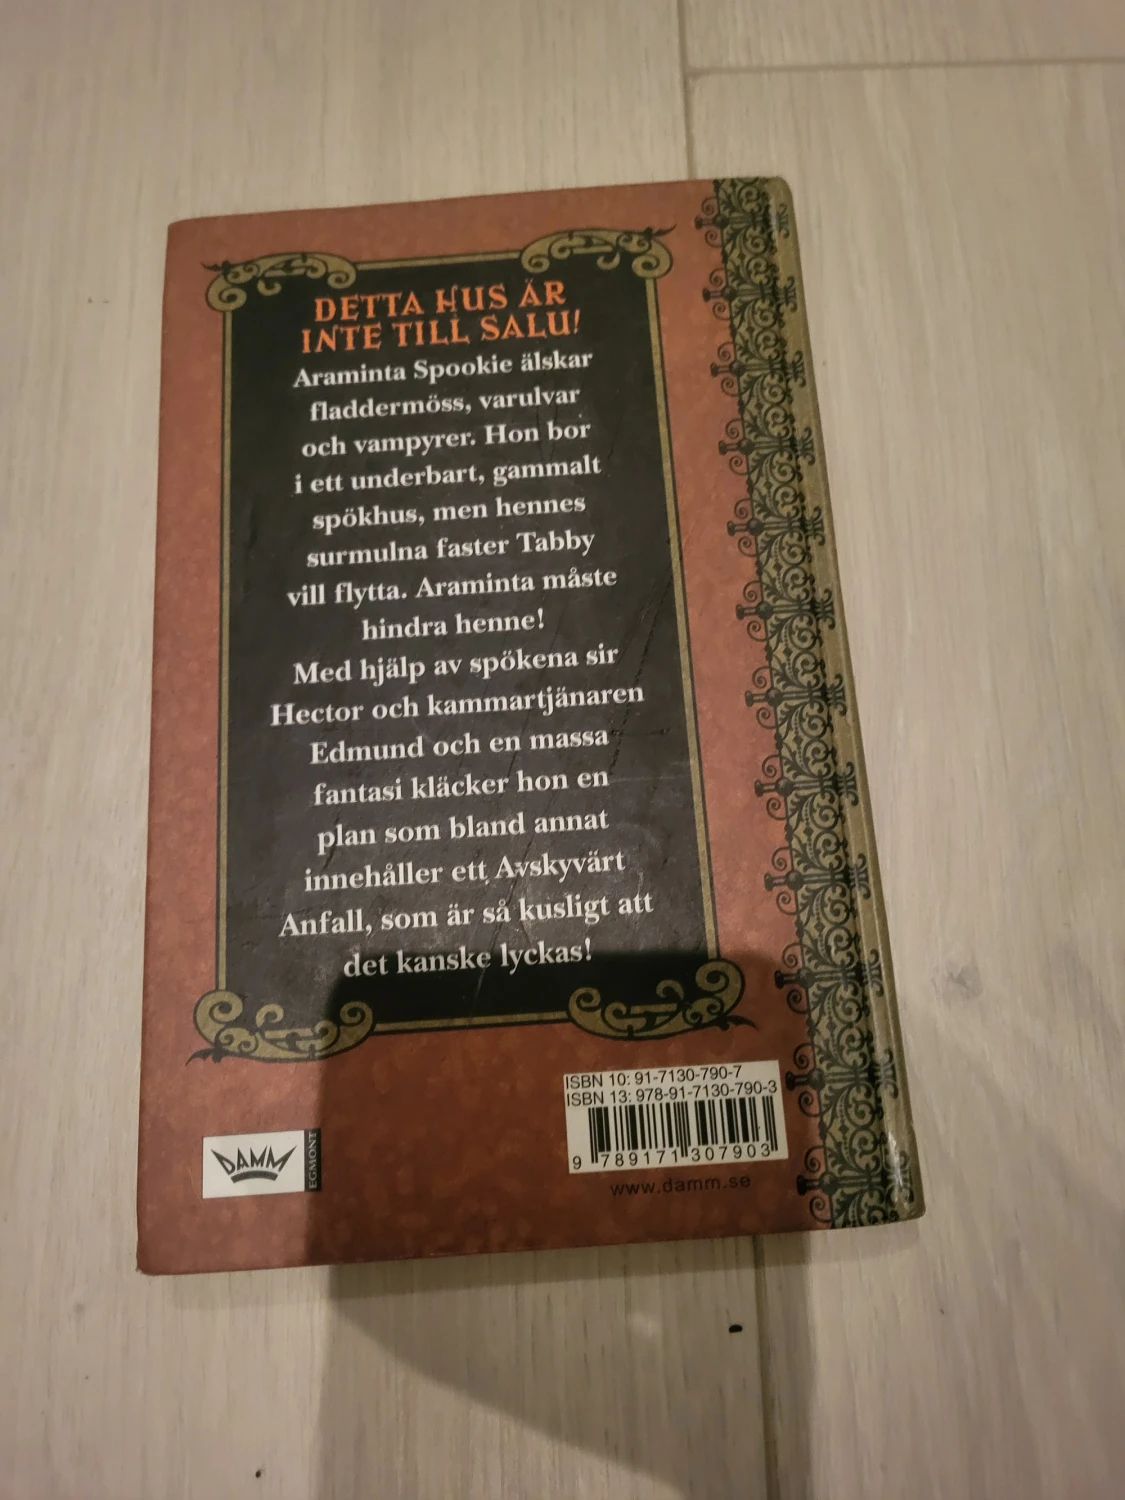 DETTA HUS ÄR
INTE TILL SALU!
Araminta Spookie älskar
fladdermöss, varulvar
och vampyrer. Hon bor
i ett underbart, gammalt
spökhus, men hennes
surmulna faster Tabby
vill flytta. Araminta måste
hindra henne!
Med hjälp av spökena sir
Hector och kammartjänaren
Edmund och en massa
fantasi kläcker hon en
plan som bland annat
innehåller ett Avskyvärt
Anfall, som är så kusligt att
det kanske lyckas!
ISBN 10: 91-7130-790-7
ISBN 13: 978-91-7130-790-3
9 789171 307903
www.damm.se
DAMM
EGMONT